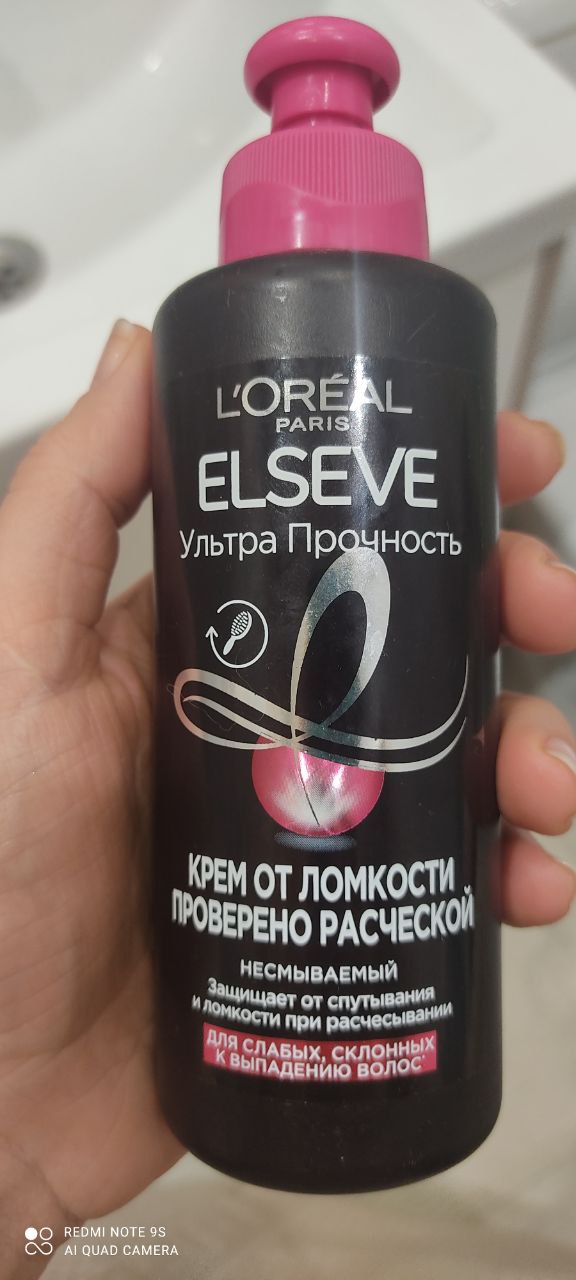 L'ORÉAL
PARIS
ELSEVE
Ультра Прочность
КРЕМ ОТ ЛОМКОСТИ
ПРОВЕРЕНО РАСЧЕСКОЙ
НЕСМЫВАЕМЫЙ
Защищает от спутывания
и ломкости при расчесывании
ДЛЯ СЛАБЫХ, СКЛОННЫХ
К ВЫПАДЕНИЮ ВОЛОС*
REDMI NOTE 9S
AI QUAD CAMERA